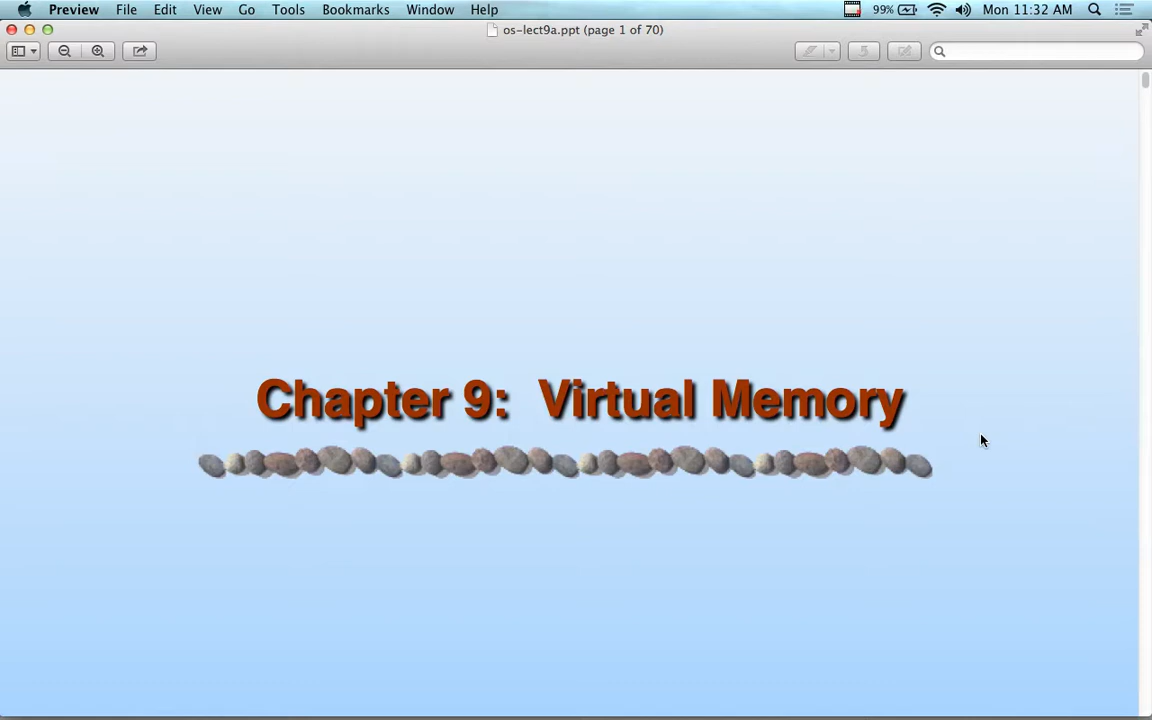 Preview File Edit View Go Tools Bookmarks Window Help 99% Mon 11:32 AM
os-lect9a.ppt (page 1 of 70)
Chapter 9: Virtual Memory